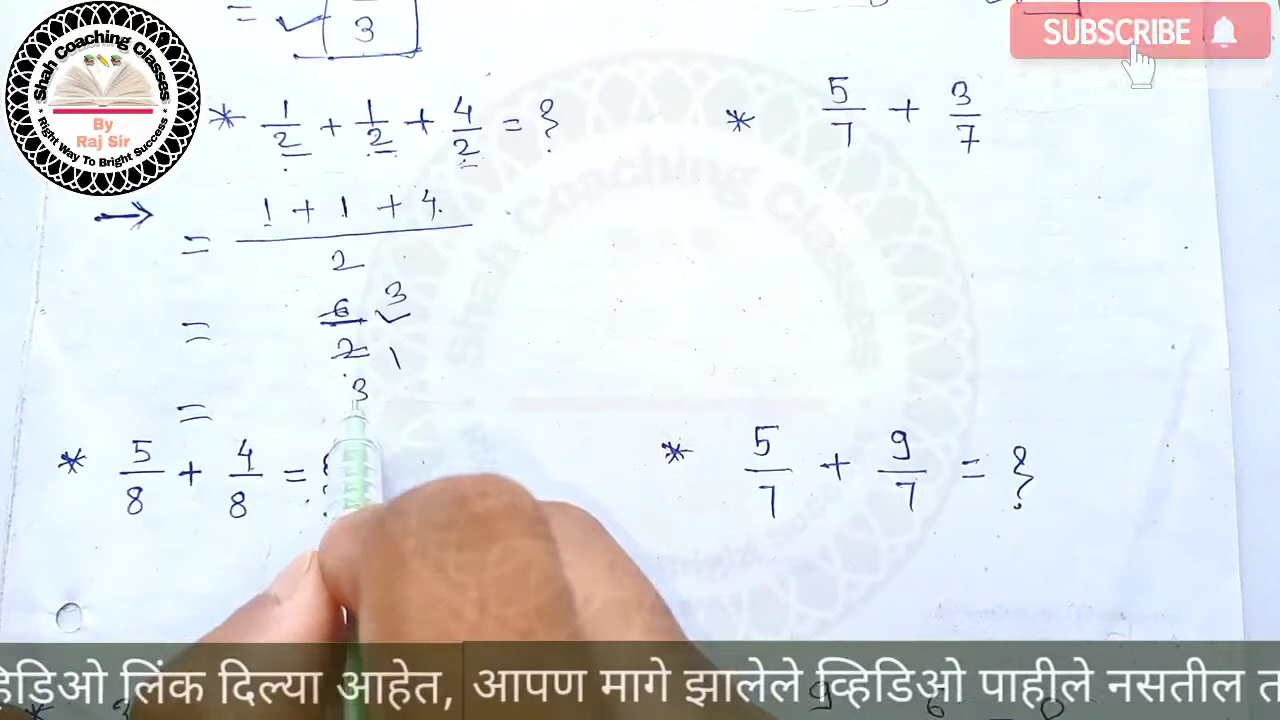 = ✓ 3
SUBSCRIBE
Shah Coaching Classes
By
Raj Sir
Right Way To Bright Success
* 1/2 + 1/2 + 4/2 = ?
* 5/7 + 3/7
→ = 1 + 1 + 4 / 2
= 6/2 3/1
= 3
* 5/8 + 4/8 = ?
* 5/7 + 9/7 = ?
हिडिओ लिंक दिल्या आहेत, आपण मागे झालेले व्हिडिओ पाहीले नसतील त